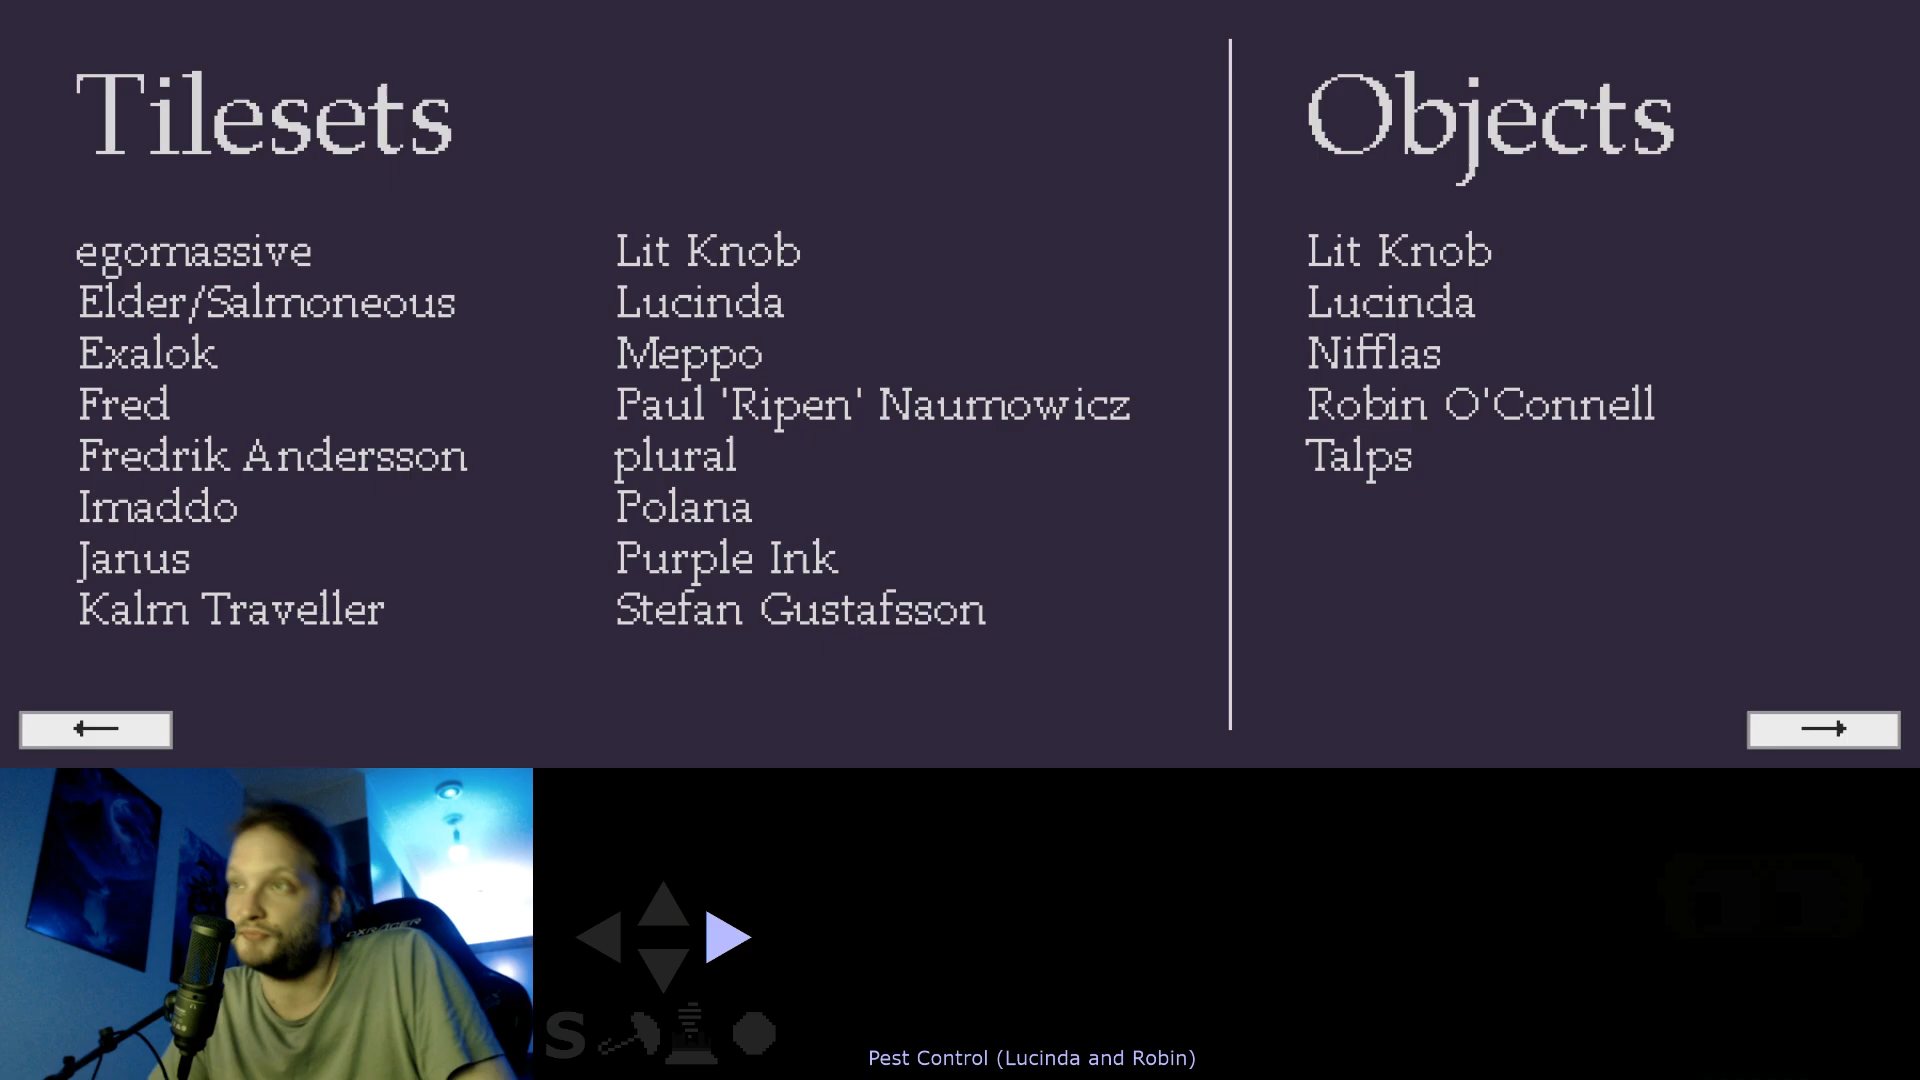 Tilesets
egomassive
Elder/Salmoneous
Exalok
Fred
Fredrik Andersson
Imaddo
Janus
Kalm Traveller
Lit Knob
Lucinda
Meppo
Paul 'Ripen' Naumowicz
plural
Polana
Purple Ink
Stefan Gustafsson
Objects
Lit Knob
Lucinda
Nifflas
Robin O'Connell
Talps
DXRACER
S
Pest Control (Lucinda and Robin)